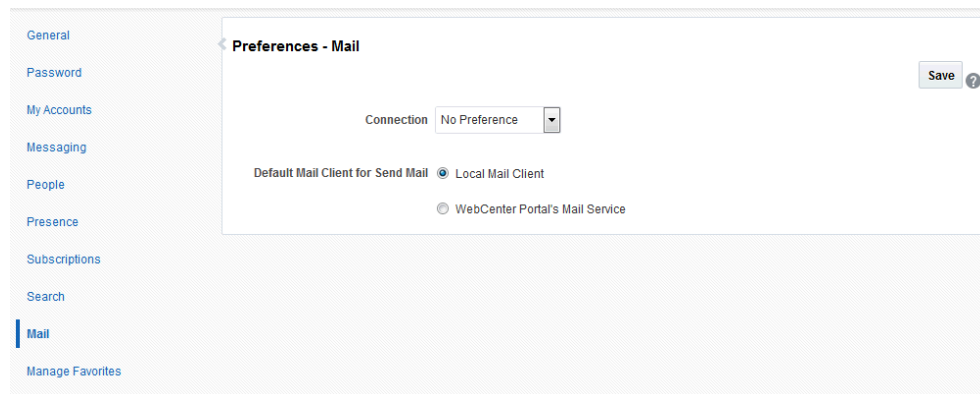 General
Password
My Accounts
Messaging
People
Presence
Subscriptions
Search
Mail
Manage Favorites
Preferences - Mail
Save ?
Connection No Preference
Default Mail Client for Send Mail Local Mail Client
WebCenter Portal's Mail Service